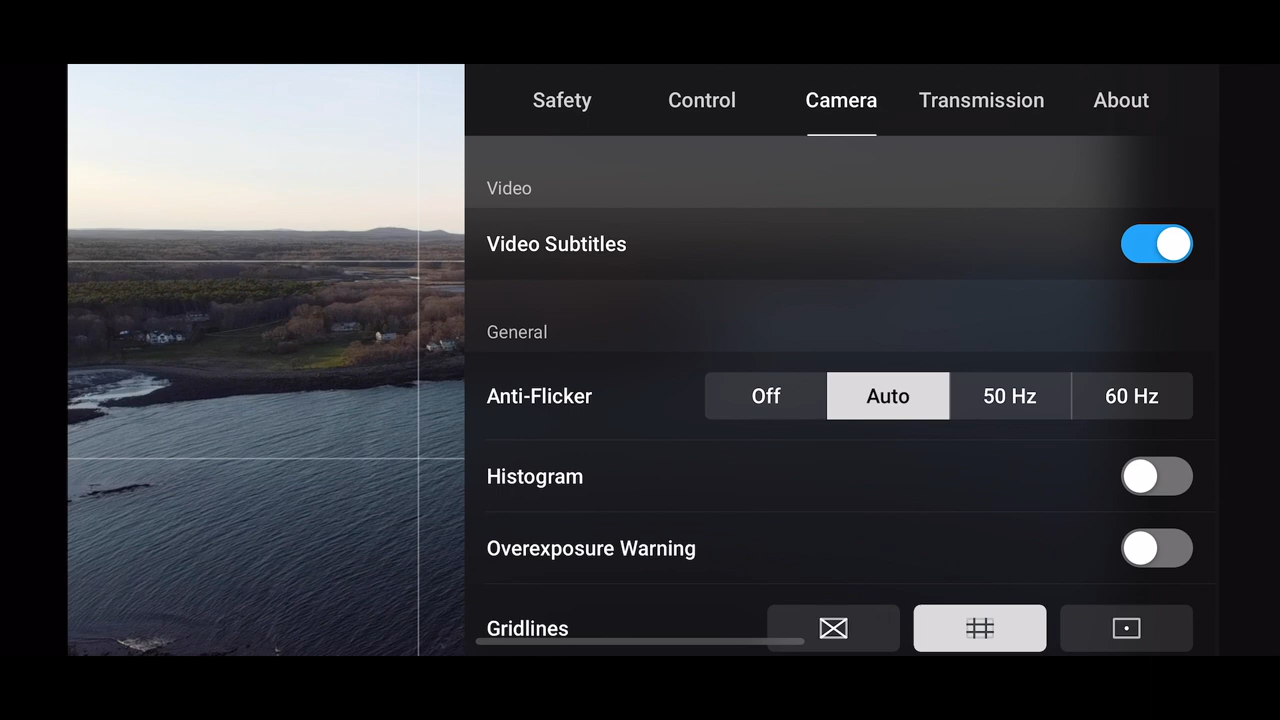 Safety Control Camera Transmission About
Video
Video Subtitles
General
Anti-Flicker Off Auto 50 Hz 60 Hz
Histogram
Overexposure Warning
Gridlines